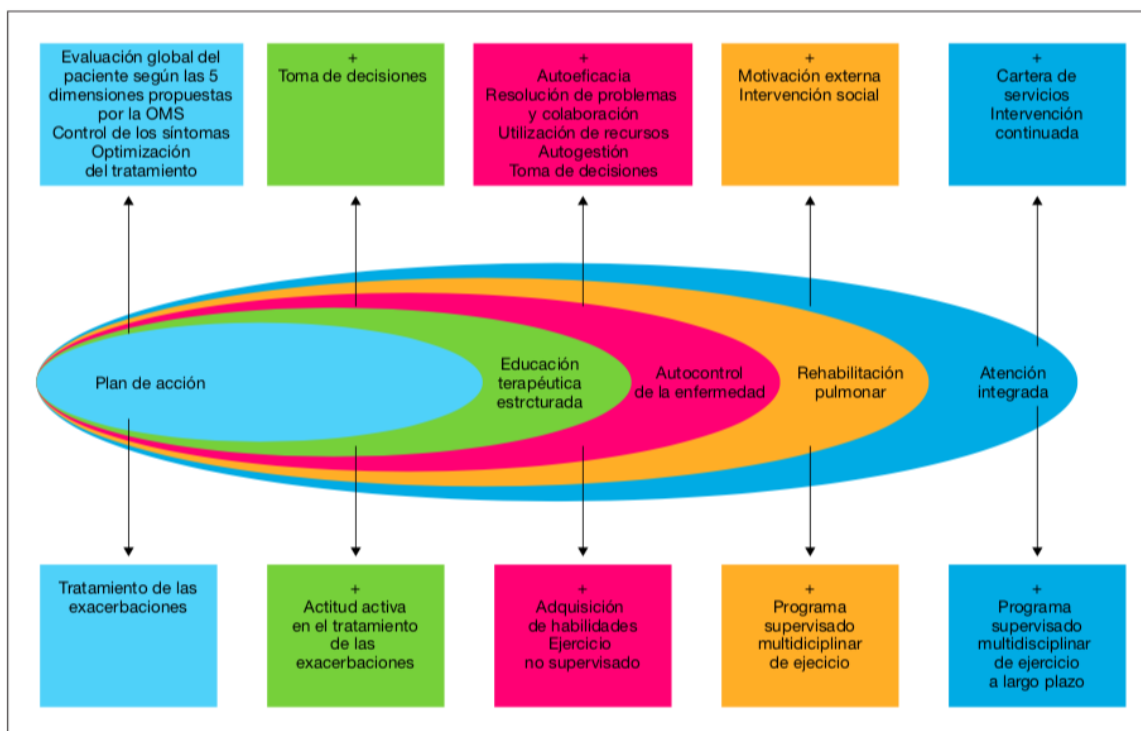 Evaluación global del
paciente según las 5
dimensiones propuestas
por la OMS
Control de los síntomas
Optimización
del tratamiento
+
Toma de decisiones
+
Autoeficacia
Resolución de problemas
y colaboración
Utilización de recursos
Autogestión
Toma de decisiones
+
Motivación externa
Intervención social
+
Cartera de
servicios
Intervención
continuada
Plan de acción
Educación
terapéutica
estrcturada
Autocontrol
de la enfermedad
Rehabilitación
pulmonar
Atención
integrada
Tratamiento de las
exacerbaciones
+
Actitud activa
en el tratamiento
de las
exacerbaciones
+
Adquisición
de habilidades
Ejercicio
no supervisado
+
Programa
supervisado
multidiciplinar
de ejecicio
+
Programa
supervisado
multidisciplinar
de ejercicio
a largo plazo